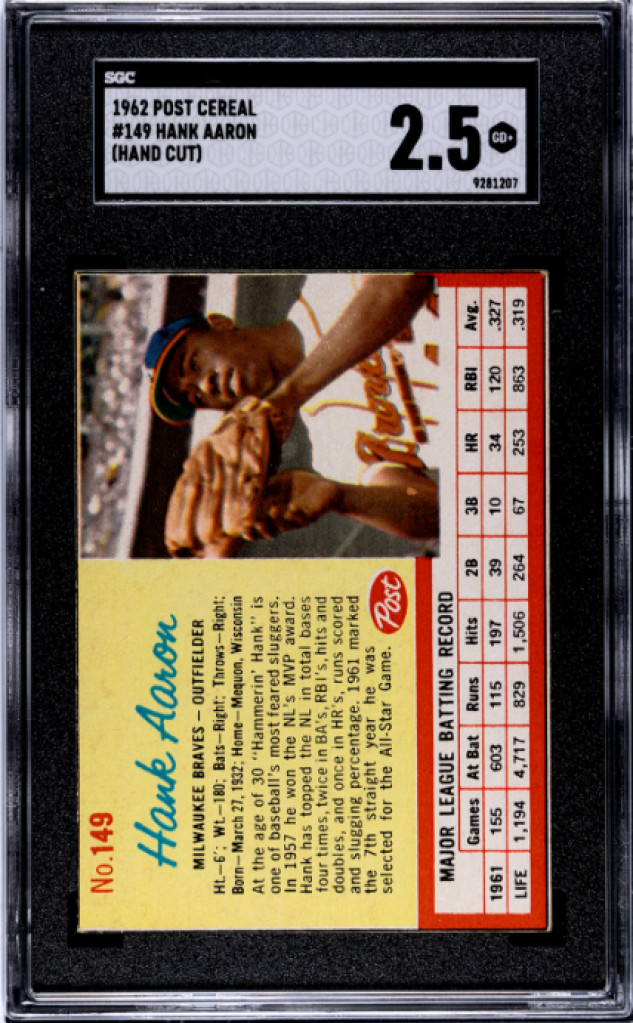 SGC
1962 POST CEREAL
#149 HANK AARON
(HAND CUT)
2.5
GD+
9281207
No. 149
Hank Aaron
MILWAUKEE BRAVES – OUTFIELDER
Ht.–6'; Wt.–180; Bats–Right; Throws–Right;
Born–March 27, 1932; Home–Mequon, Wisconsin
At the age of 30 "Hammerin' Hank" is
one of baseball's most feared sluggers.
In 1957 he won the NL's MVP award.
Hank has topped the NL in total bases
four times, twice in BA's, RBI's, hits and
doubles, and once in HR's, runs scored
and slugging percentage. 1961 marked
the 7th straight year he was
selected for the All-Star Game.
Post
MAJOR LEAGUE BATTING RECORD
Games At Bat Runs Hits 2B 3B HR RBI Avg.
1961 155 603 115 197 39 10 34 120 .327
LIFE 1,194 4,717 829 1,506 264 67 253 863 .319